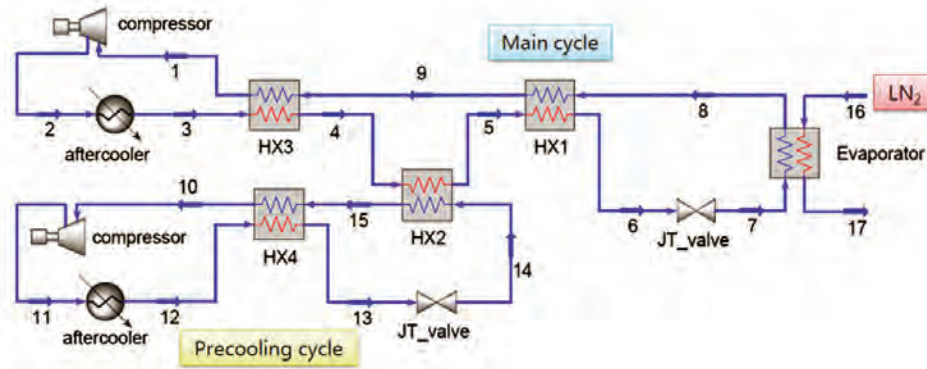 compressor
Main cycle
1
9
8
LN2
16
2
3
4
5
aftercooler
HX3
HX1
Evaporator
10
15
6
7
17
compressor
HX4
HX2
JT_valve
14
11
12
13
aftercooler
JT_valve
Precooling cycle